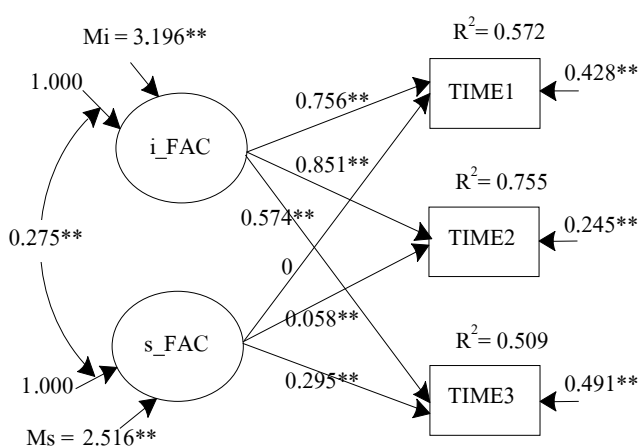 Mi = 3.196**
R²= 0.572
1.000
0.428**
0.756**
TIME1
i_FAC
0.851**
R²= 0.755
0.574**
0.245**
0.275**
TIME2
0
0.058**
R²= 0.509
s_FAC
0.295**
0.491**
1.000
TIME3
Ms = 2.516**